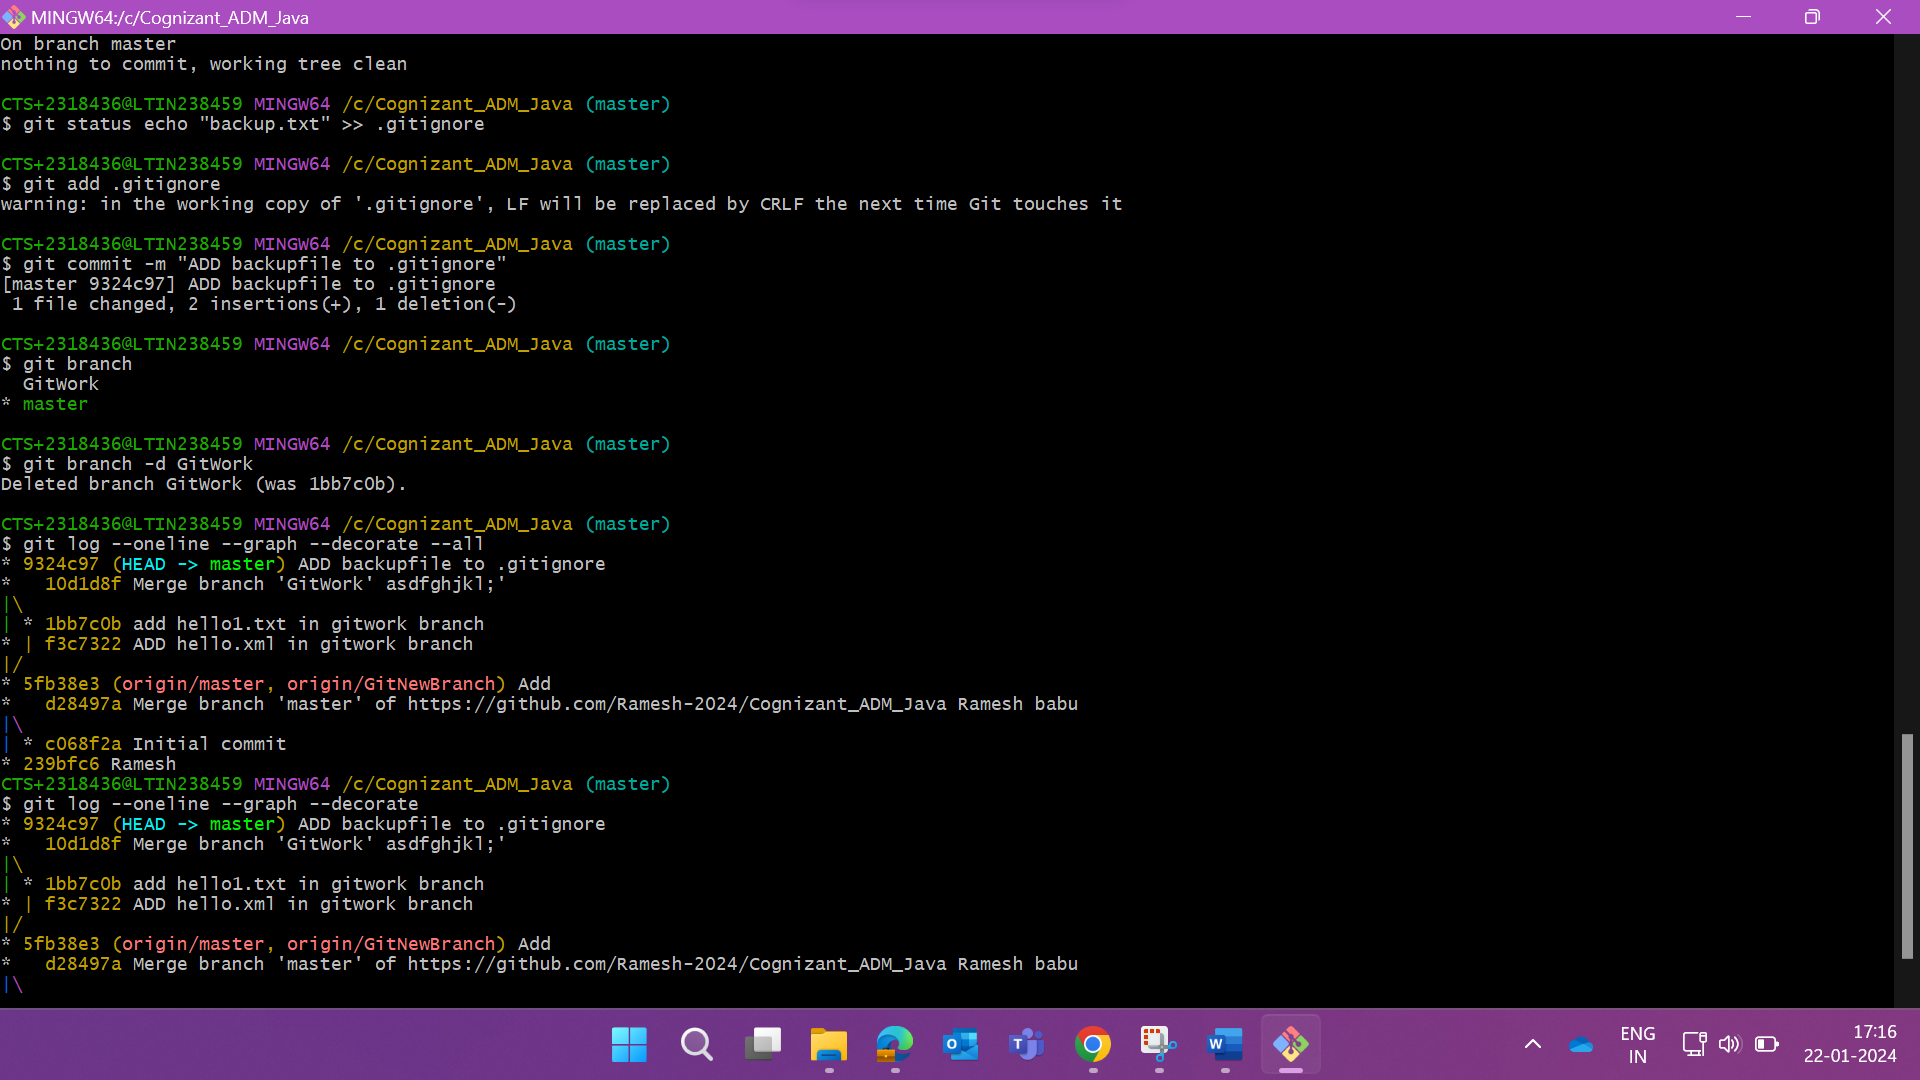 MINGW64:/c/Cognizant_ADM_Java
On branch master
nothing to commit, working tree clean
CTS+2318436@LTIN238459 MINGW64 /c/Cognizant_ADM_Java (master)
$ git status echo "backup.txt" >> .gitignore
CTS+2318436@LTIN238459 MINGW64 /c/Cognizant_ADM_Java (master)
$ git add .gitignore
warning: in the working copy of '.gitignore', LF will be replaced by CRLF the next time Git touches it
CTS+2318436@LTIN238459 MINGW64 /c/Cognizant_ADM_Java (master)
$ git commit -m "ADD backupfile to .gitignore"
[master 9324c97] ADD backupfile to .gitignore
 1 file changed, 2 insertions(+), 1 deletion(-)
CTS+2318436@LTIN238459 MINGW64 /c/Cognizant_ADM_Java (master)
$ git branch
  GitWork
* master
CTS+2318436@LTIN238459 MINGW64 /c/Cognizant_ADM_Java (master)
$ git branch -d GitWork
Deleted branch GitWork (was 1bb7c0b).
CTS+2318436@LTIN238459 MINGW64 /c/Cognizant_ADM_Java (master)
$ git log --oneline --graph --decorate --all
* 9324c97 (HEAD -> master) ADD backupfile to .gitignore
*   10d1d8f Merge branch 'GitWork' asdfghjkl;'
|\
| * 1bb7c0b add hello1.txt in gitwork branch
* | f3c7322 ADD hello.xml in gitwork branch
|/
* 5fb38e3 (origin/master, origin/GitNewBranch) Add
*   d28497a Merge branch 'master' of https://github.com/Ramesh-2024/Cognizant_ADM_Java Ramesh babu
|\
| * c068f2a Initial commit
* 239bfc6 Ramesh
CTS+2318436@LTIN238459 MINGW64 /c/Cognizant_ADM_Java (master)
$ git log --oneline --graph --decorate
* 9324c97 (HEAD -> master) ADD backupfile to .gitignore
*   10d1d8f Merge branch 'GitWork' asdfghjkl;'
|\
| * 1bb7c0b add hello1.txt in gitwork branch
* | f3c7322 ADD hello.xml in gitwork branch
|/
* 5fb38e3 (origin/master, origin/GitNewBranch) Add
*   d28497a Merge branch 'master' of https://github.com/Ramesh-2024/Cognizant_ADM_Java Ramesh babu
|\
ENG
IN
17:16
22-01-2024